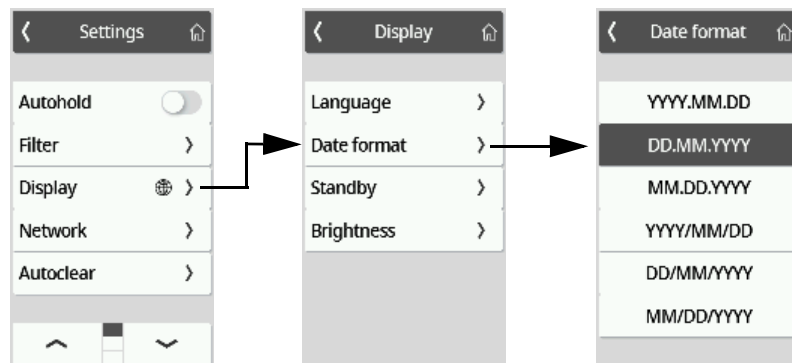 Settings
Autohold
Filter
Display
Network
Autoclear
Display
Language
Date format
Standby
Brightness
Date format
YYYY.MM.DD
DD.MM.YYYY
MM.DD.YYYY
YYYY/MM/DD
DD/MM/YYYY
MM/DD/YYYY